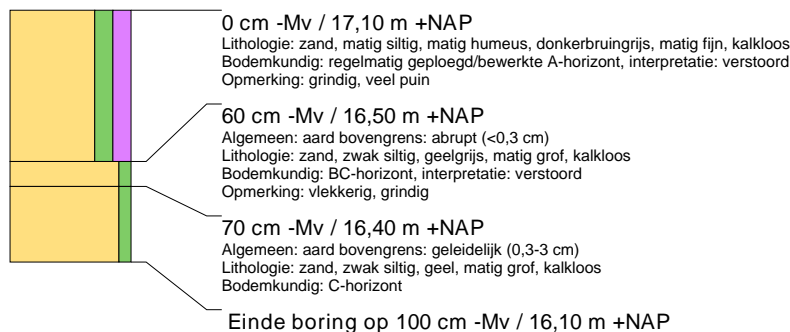 0 cm -Mv / 17,10 m +NAP
Lithologie: zand, matig siltig, matig humeus, donkerbruingrijs, matig fijn, kalkloos
Bodemkundig: regelmatig geploegd/bewerkte A-horizont, interpretatie: verstoord
Opmerking: grindig, veel puin
60 cm -Mv / 16,50 m +NAP
Algemeen: aard bovengrens: abrupt (<0,3 cm)
Lithologie: zand, zwak siltig, geelgrijs, matig grof, kalkloos
Bodemkundig: BC-horizont, interpretatie: verstoord
Opmerking: vlekkerig, grindig
70 cm -Mv / 16,40 m +NAP
Algemeen: aard bovengrens: geleidelijk (0,3-3 cm)
Lithologie: zand, zwak siltig, geel, matig grof, kalkloos
Bodemkundig: C-horizont
Einde boring op 100 cm -Mv / 16,10 m +NAP